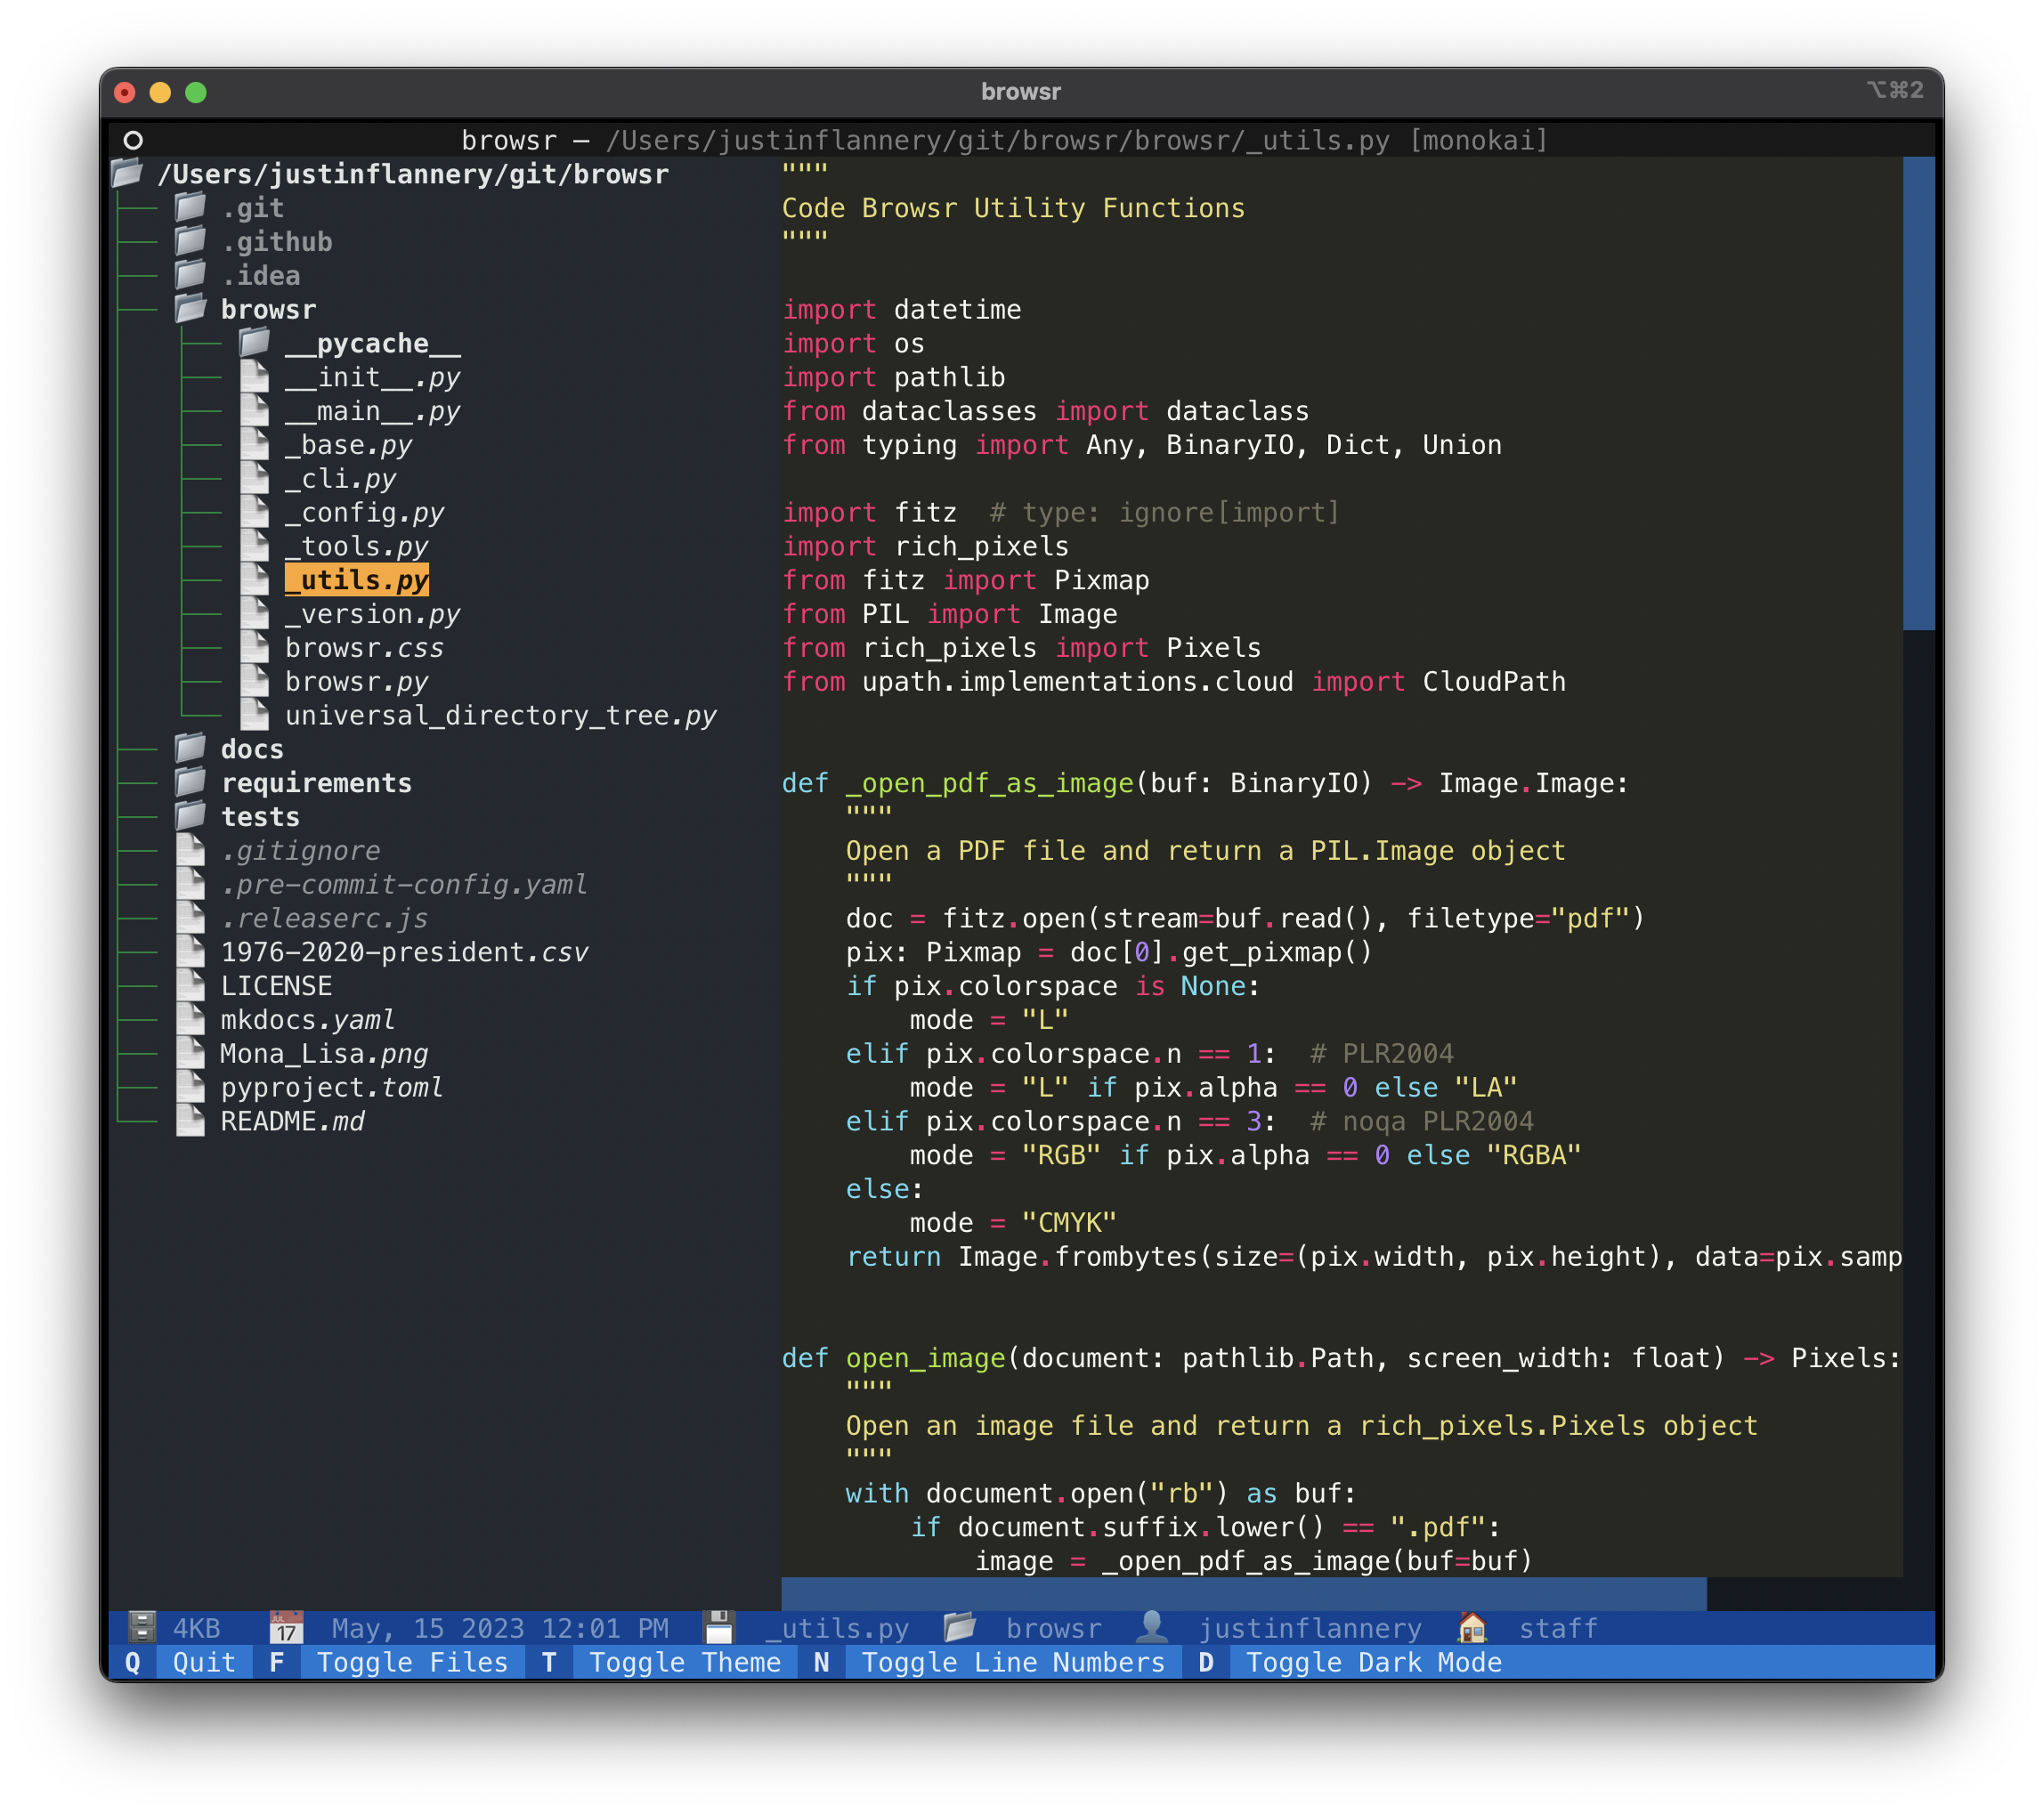 browsr
⌥⌘2
browsr — /Users/justinflannery/git/browsr/browsr/_utils.py [monokai]
/Users/justinflannery/git/browsr
.git
.github
.idea
browsr
__pycache__
__init__.py
__main__.py
_base.py
_cli.py
_config.py
_tools.py
_utils.py
_version.py
browsr.css
browsr.py
universal_directory_tree.py
docs
requirements
tests
.gitignore
.pre-commit-config.yaml
.releaserc.js
1976-2020-president.csv
LICENSE
mkdocs.yaml
Mona_Lisa.png
pyproject.toml
README.md
"""
Code Browsr Utility Functions
"""
import datetime
import os
import pathlib
from dataclasses import dataclass
from typing import Any, BinaryIO, Dict, Union
import fitz  # type: ignore[import]
import rich_pixels
from fitz import Pixmap
from PIL import Image
from rich_pixels import Pixels
from upath.implementations.cloud import CloudPath
def _open_pdf_as_image(buf: BinaryIO) -> Image.Image:
    """
    Open a PDF file and return a PIL.Image object
    """
    doc = fitz.open(stream=buf.read(), filetype="pdf")
    pix: Pixmap = doc[0].get_pixmap()
    if pix.colorspace is None:
        mode = "L"
    elif pix.colorspace.n == 1:  # PLR2004
        mode = "L" if pix.alpha == 0 else "LA"
    elif pix.colorspace.n == 3:  # noqa PLR2004
        mode = "RGB" if pix.alpha == 0 else "RGBA"
    else:
        mode = "CMYK"
    return Image.frombytes(size=(pix.width, pix.height), data=pix.samp
def open_image(document: pathlib.Path, screen_width: float) -> Pixels:
    """
    Open an image file and return a rich_pixels.Pixels object
    """
    with document.open("rb") as buf:
        if document.suffix.lower() == ".pdf":
            image = _open_pdf_as_image(buf=buf)
4KB JUL 17 May, 15 2023 12:01 PM _utils.py browsr justinflannery staff
Q Quit F Toggle Files T Toggle Theme N Toggle Line Numbers D Toggle Dark Mode